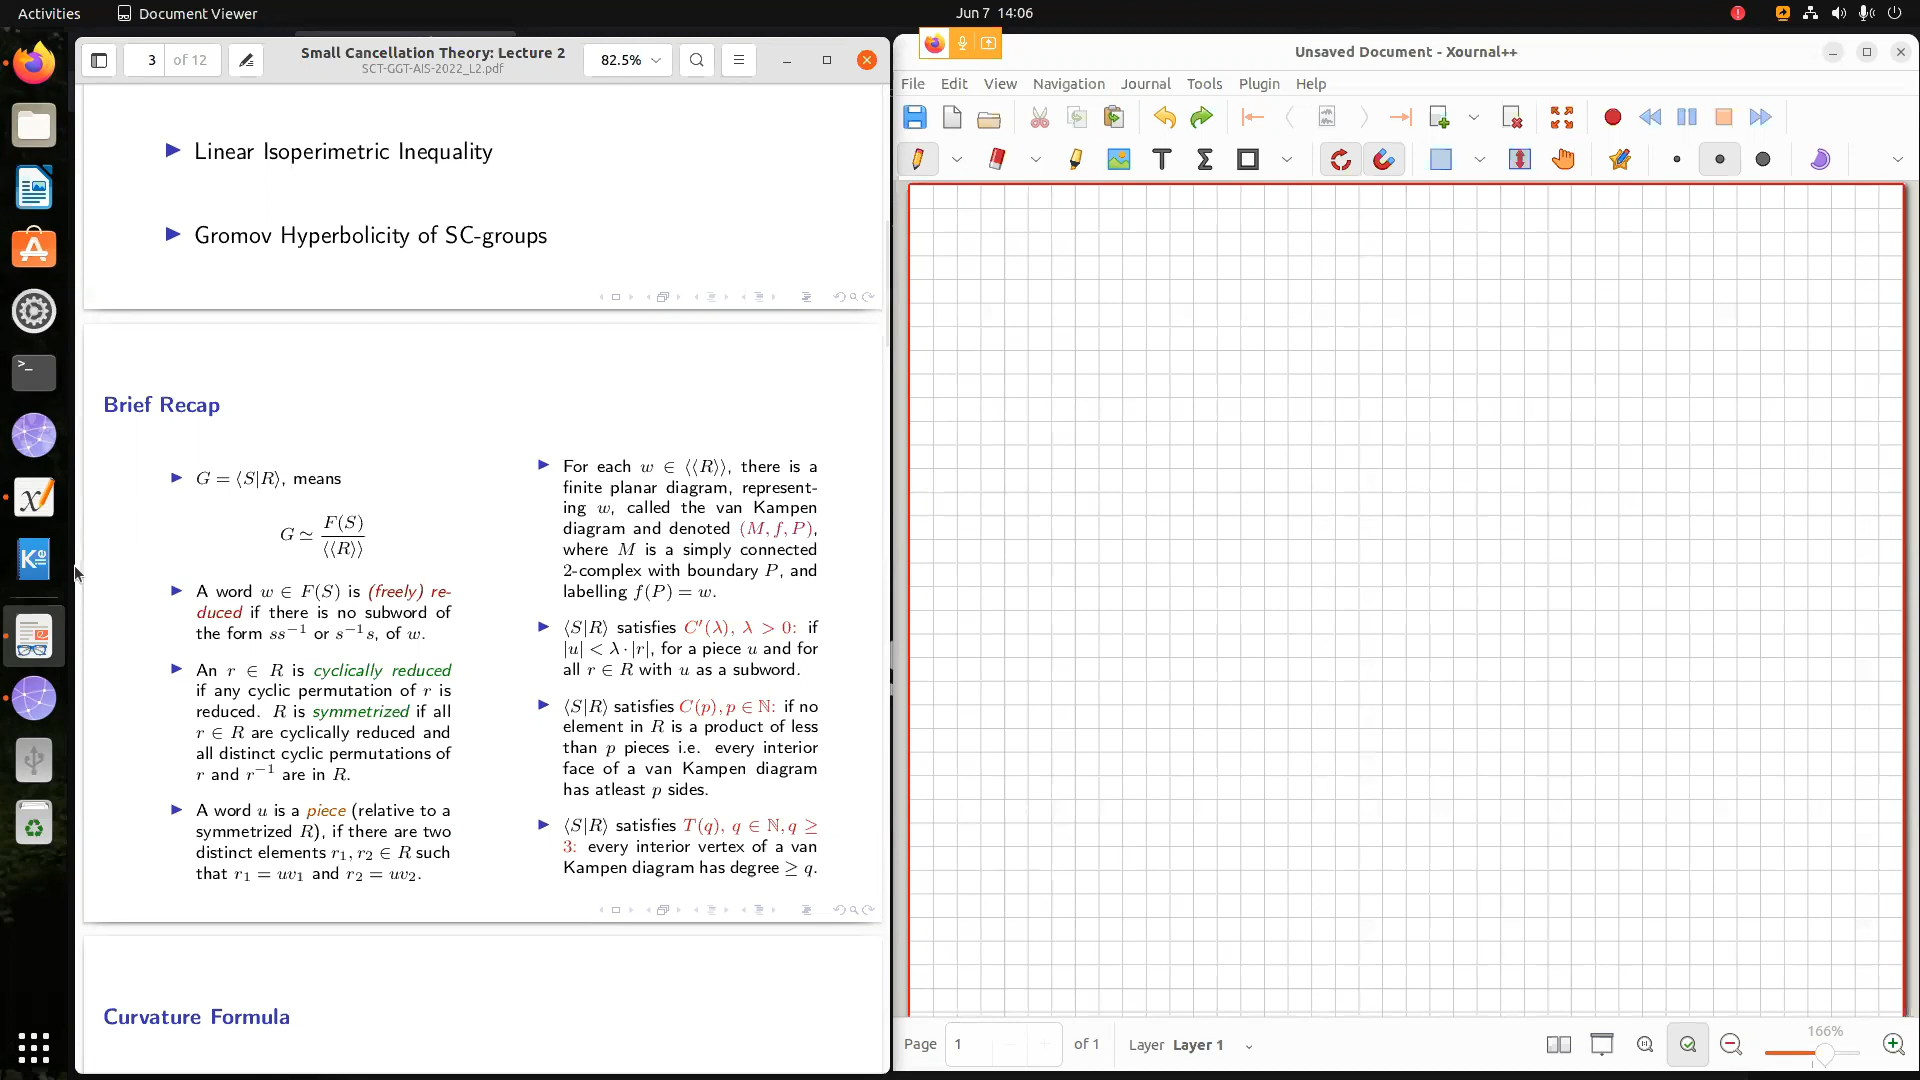 Activities
Document Viewer
Jun 7 14:06
3 of 12
Small Cancellation Theory: Lecture 2
SCT-GGT-AIS-2022_L2.pdf
82.5%
▶ Linear Isoperimetric Inequality
▶ Gromov Hyperbolicity of SC-groups
Brief Recap
▶ G = ⟨S|R⟩, means
G ≃ F(S) / ⟨⟨R⟩⟩
▶ A word w ∈ F(S) is (freely) re-
duced if there is no subword of
the form ss⁻¹ or s⁻¹s, of w.
▶ An r ∈ R is cyclically reduced
if any cyclic permutation of r is
reduced. R is symmetrized if all
r ∈ R are cyclically reduced and
all distinct cyclic permutations of
r and r⁻¹ are in R.
▶ A word u is a piece (relative to a
symmetrized R), if there are two
distinct elements r₁, r₂ ∈ R such
that r₁ = uv₁ and r₂ = uv₂.
▶ For each w ∈ ⟨⟨R⟩⟩, there is a
finite planar diagram, represent-
ing w, called the van Kampen
diagram and denoted (M, f, P),
where M is a simply connected
2-complex with boundary P, and
labelling f(P) = w.
▶ ⟨S|R⟩ satisfies C′(λ), λ > 0: if
|u| < λ · |r|, for a piece u and for
all r ∈ R with u as a subword.
▶ ⟨S|R⟩ satisfies C(p), p ∈ ℕ: if no
element in R is a product of less
than p pieces i.e. every interior
face of a van Kampen diagram
has atleast p sides.
▶ ⟨S|R⟩ satisfies T(q), q ∈ ℕ, q ≥
3: every interior vertex of a van
Kampen diagram has degree ≥ q.
Curvature Formula
Unsaved Document - Xournal++
File Edit View Navigation Journal Tools Plugin Help
Page 1 of 1 Layer Layer 1
166%